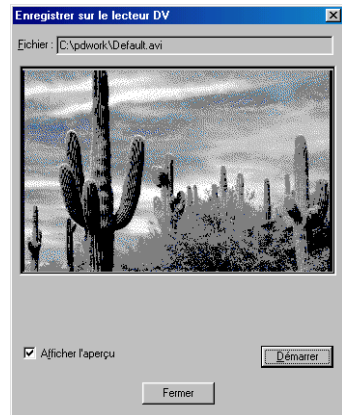 Enregistrer sur le lecteur DV
Fichier : C:\pdwork\Default.avi
Afficher l'aperçu
Démarrer
Fermer